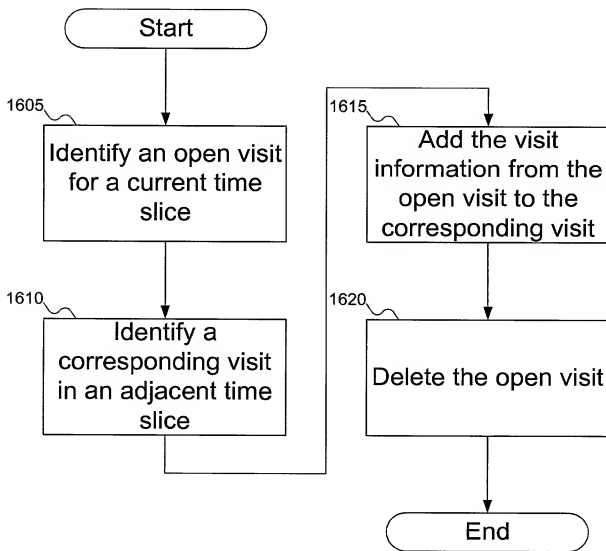 Start
1605
Identify an open visit
for a current time
slice
1610
Identify a
corresponding visit
in an adjacent time
slice
1615
Add the visit
information from the
open visit to the
corresponding visit
1620
Delete the open visit
End